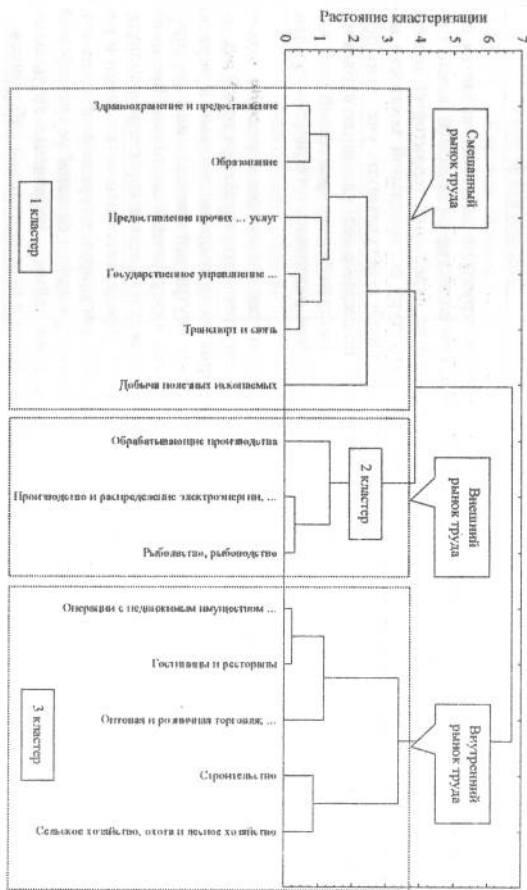 Растояние кластеризации
0 1 2 3 4 5 6 7
Смешанный
рынок труда
Здравоохранение и предоставление
Образование
Предоставление прочих ... услуг
Государственное управление ...
Транспорт и связь
Добыча полезных ископаемых
1 кластер
Внешний
рынок труда
2 кластер
Обрабатывающие производства
Производство и распределение электроэнергии, ...
Рыболвство, рыбоводство
Внутренний
рынок труда
Операции с недвижимым имуществом ...
Гостиницы и рестораны
Оптовая и розничная торговля; ...
Строительство
Сельское хозяйство, охота и лесное хозяйство
3 кластер